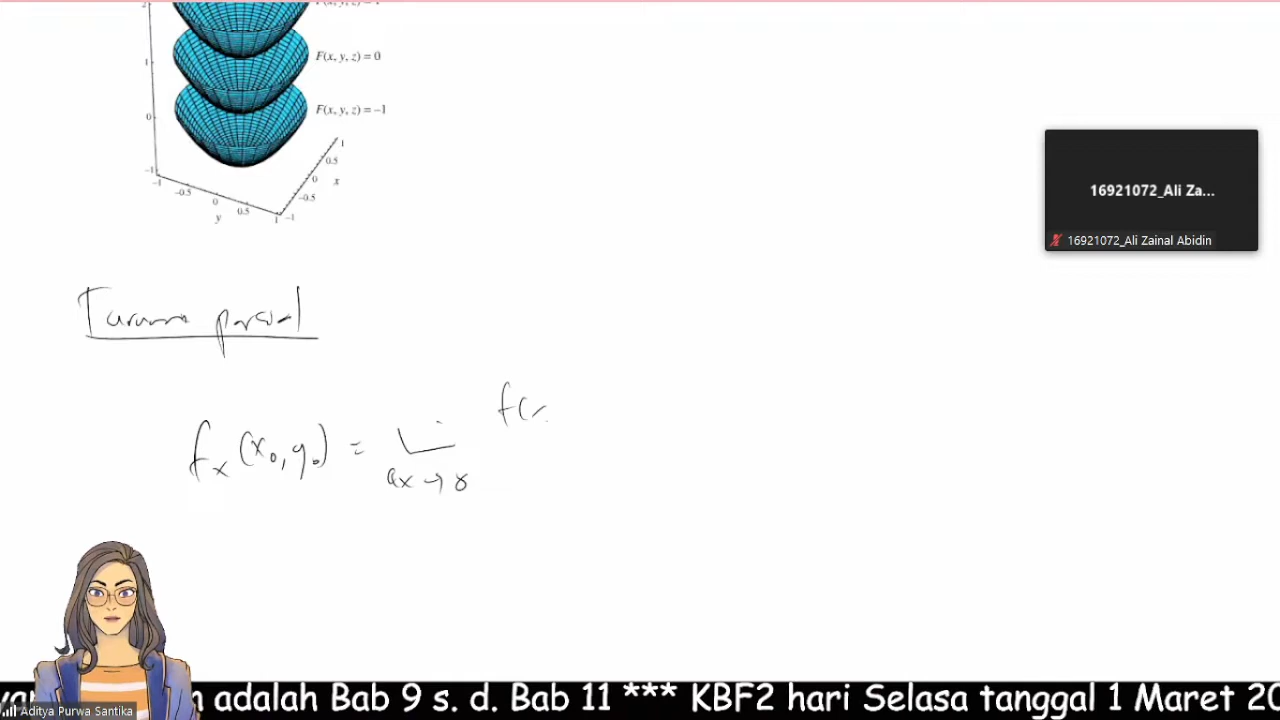 2
1
F(x, y, z) = 0
0
F(x, y, z) = –1
–1
–1
–0.5
0
0.5
1
y
–1
–0.5
0
0.5
1
x
16921072_Ali Za...
16921072_Ali Zainal Abidin
Turunan parsial
fx (x0, y0) = lim f(x
Δx → 0
adalah Bab 9 s. d. Bab 11 *** KBF2 hari Selasa tanggal 1 Maret 20
Aditya Purwa Santika